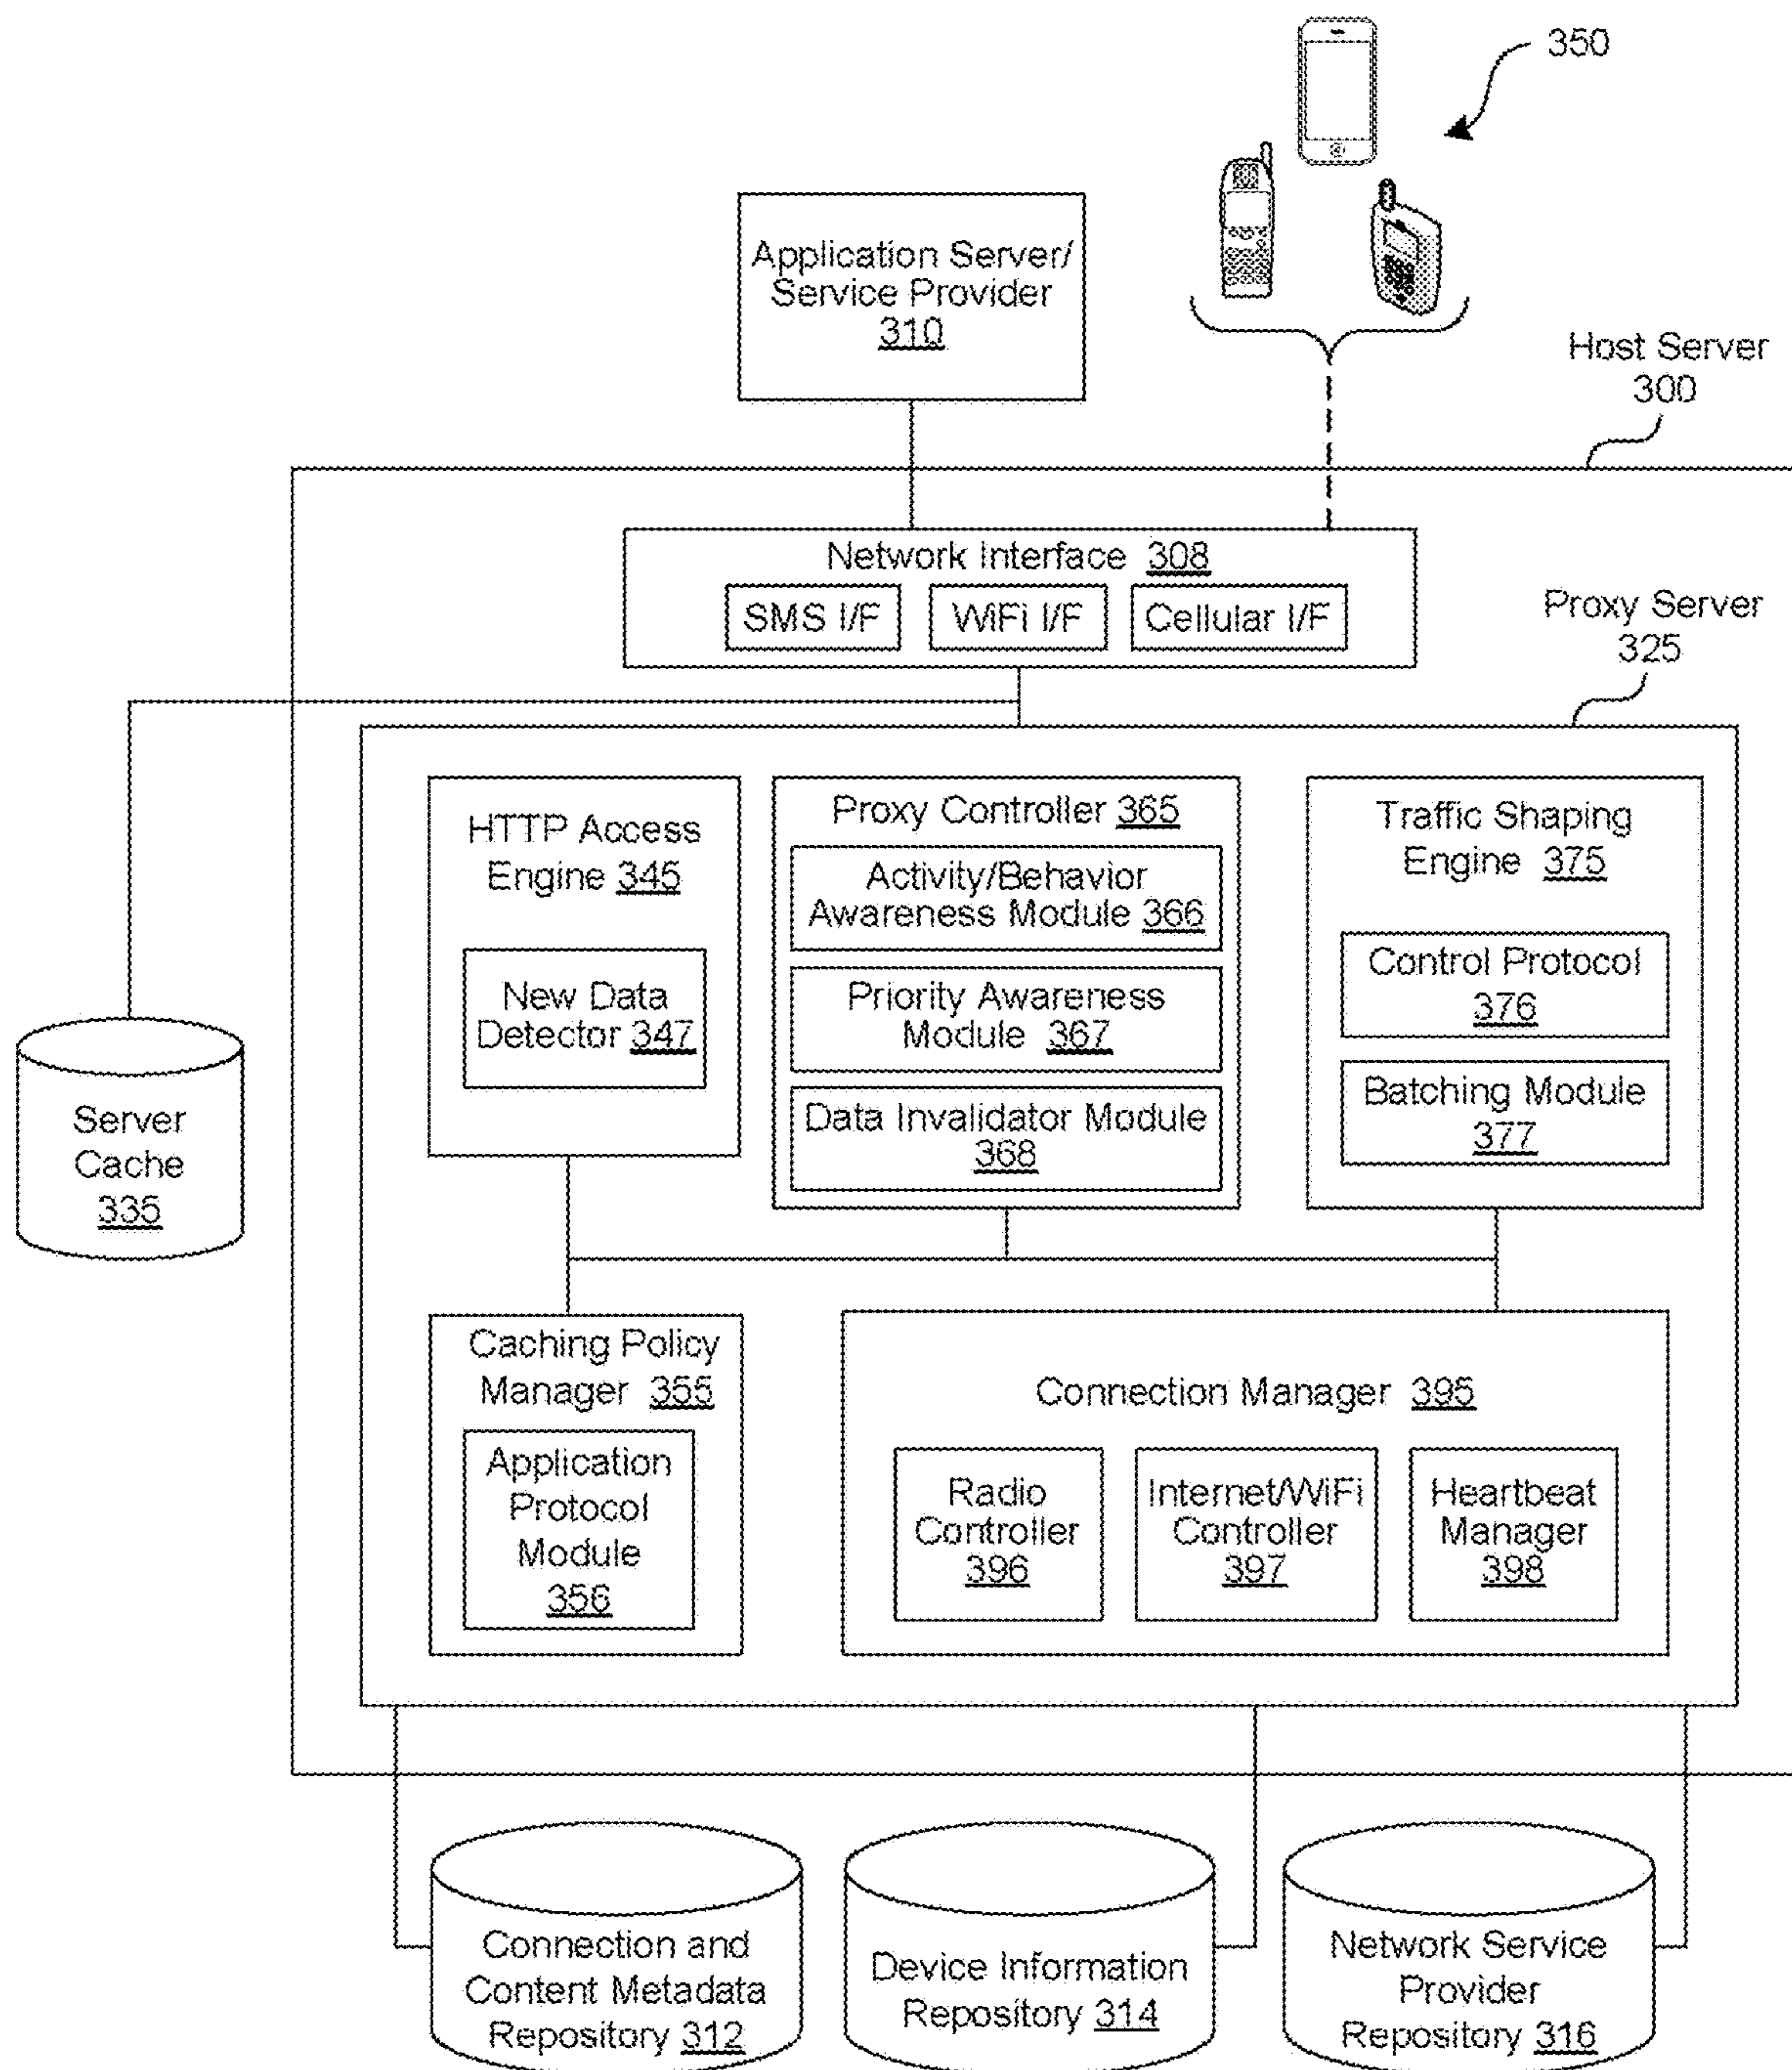 350
Application Server/
Service Provider
310
Host Server
300
Network Interface 308
SMS I/F
WiFi I/F
Cellular I/F
Proxy Server
325
HTTP Access
Engine 345
New Data
Detector 347
Proxy Controller 365
Activity/Behavior
Awareness Module 366
Priority Awareness
Module 367
Data Invalidator Module
368
Traffic Shaping
Engine 375
Control Protocol
376
Batching Module
377
Server
Cache
335
Caching Policy
Manager 355
Application
Protocol
Module
356
Connection Manager 395
Radio
Controller
396
Internet/WiFi
Controller
397
Heartbeat
Manager
398
Connection and
Content Metadata
Repository 312
Device Information
Repository 314
Network Service
Provider
Repository 316